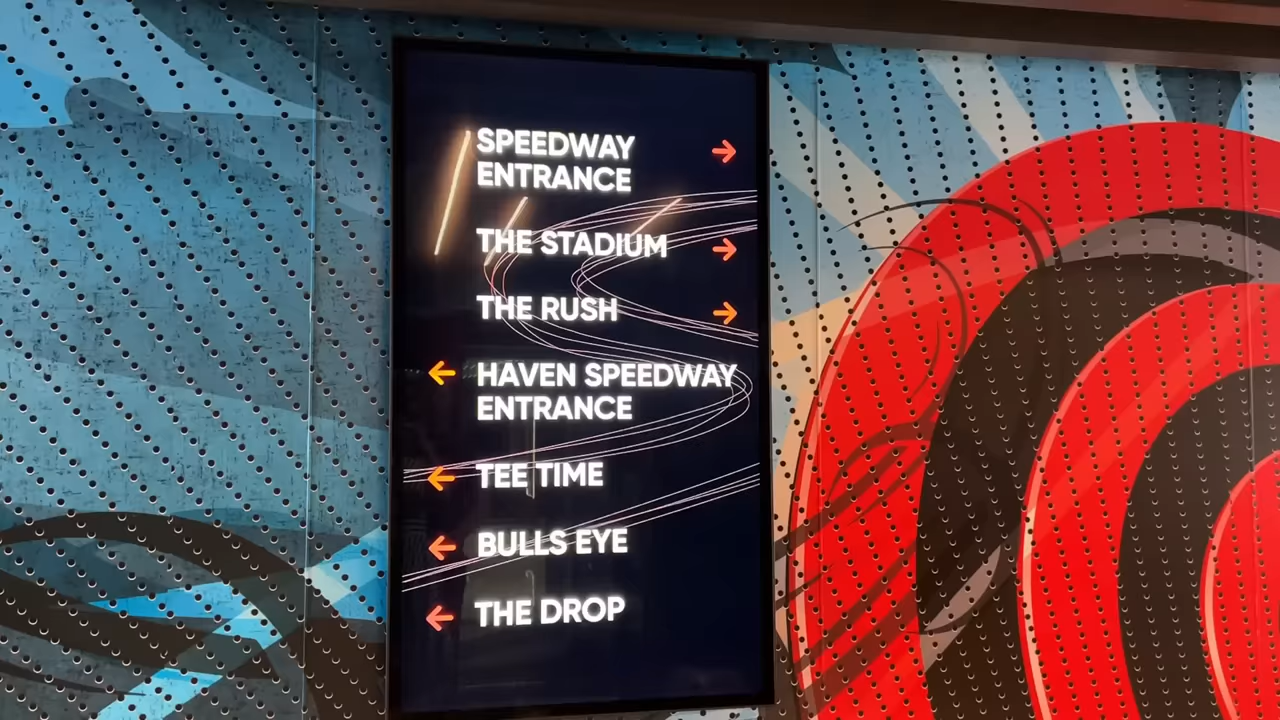 SPEEDWAY
ENTRANCE →
THE STADIUM →
THE RUSH →
← HAVEN SPEEDWAY
ENTRANCE
← TEE TIME
← BULLS EYE
← THE DROP